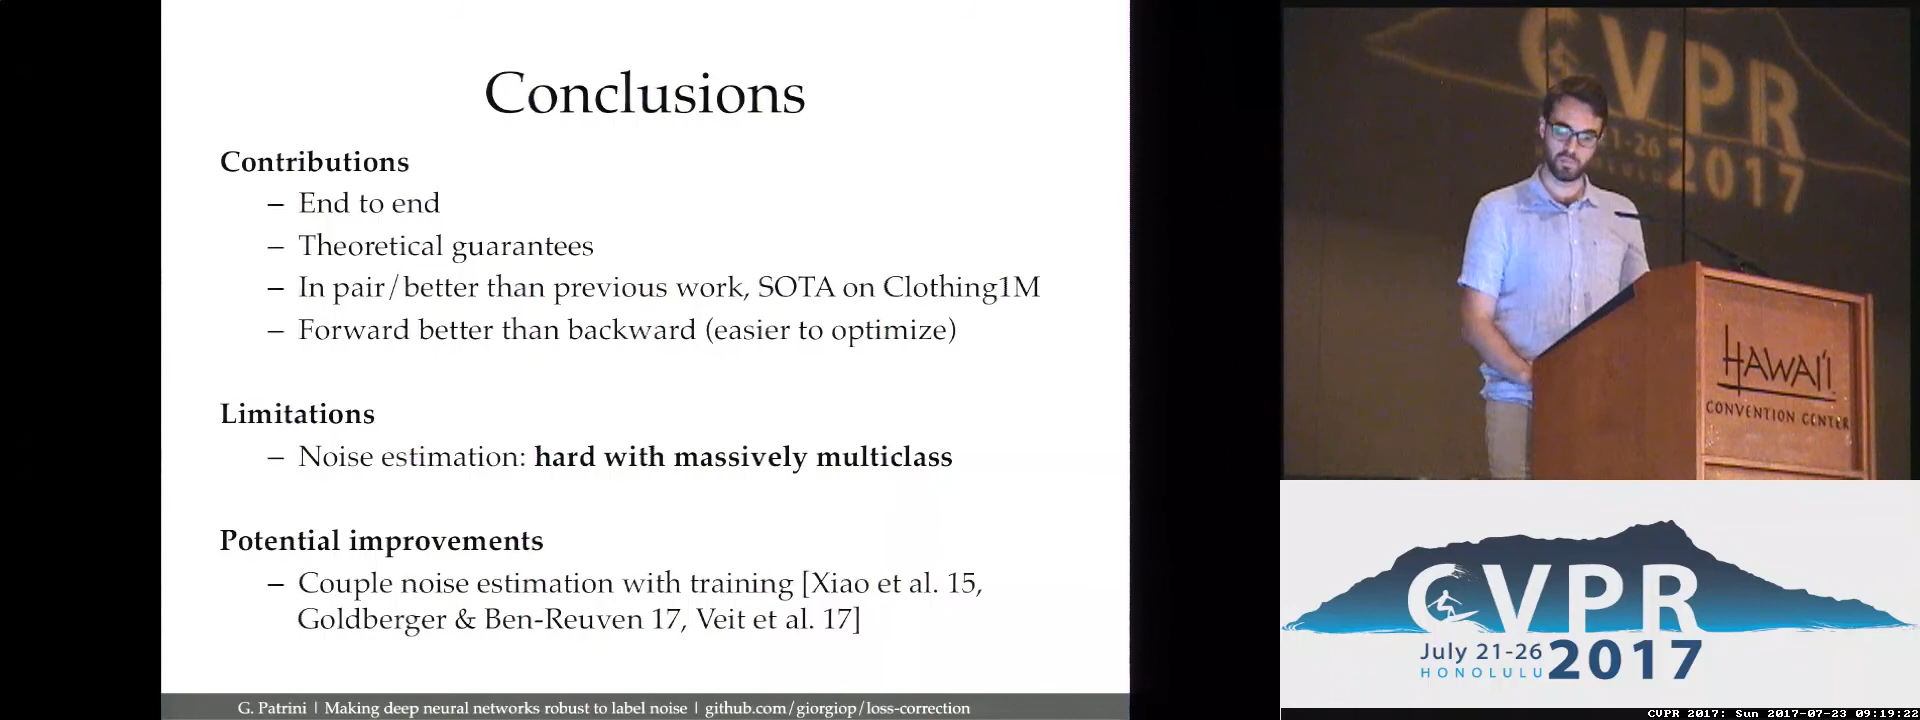 Conclusions
Contributions
– End to end
– Theoretical guarantees
– In pair/better than previous work, SOTA on Clothing1M
– Forward better than backward (easier to optimize)
Limitations
– Noise estimation: hard with massively multiclass
Potential improvements
– Couple noise estimation with training [Xiao et al. 15,
Goldberger & Ben-Reuven 17, Veit et al. 17]
G. Patrini | Making deep neural networks robust to label noise | github.com/giorgiop/loss-correction
CVPR
1-26
2017
HAWAI'I
CONVENTION CENTER
CVPR
July 21-26
HONOLULU
2017
CVPR 2017: Sun 2017-07-23 09:19:22